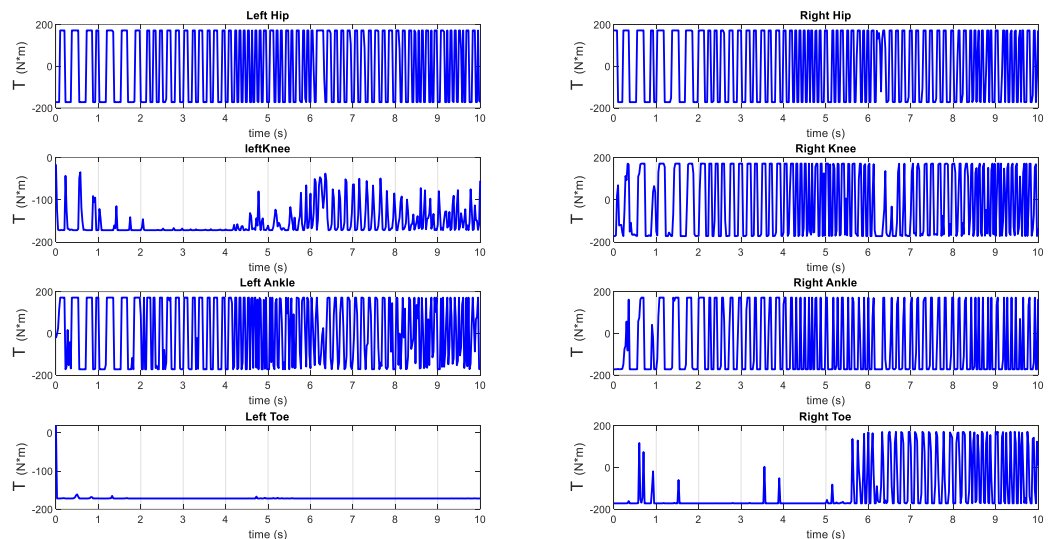 Left Hip
200
0
-200
T (N*m)
0 1 2 3 4 5 6 7 8 9 10
time (s)
Right Hip
200
0
-200
T (N*m)
0 1 2 3 4 5 6 7 8 9 10
time (s)
leftKnee
0
-100
-200
T (N*m)
0 1 2 3 4 5 6 7 8 9 10
time (s)
Right Knee
200
0
-200
T (N*m)
0 1 2 3 4 5 6 7 8 9 10
time (s)
Left Ankle
200
0
-200
T (N*m)
0 1 2 3 4 5 6 7 8 9 10
time (s)
Right Ankle
200
0
-200
T (N*m)
0 1 2 3 4 5 6 7 8 9 10
time (s)
Left Toe
0
-100
-200
T (N*m)
0 1 2 3 4 5 6 7 8 9 10
time (s)
Right Toe
200
0
-200
T (N*m)
0 1 2 3 4 5 6 7 8 9 10
time (s)